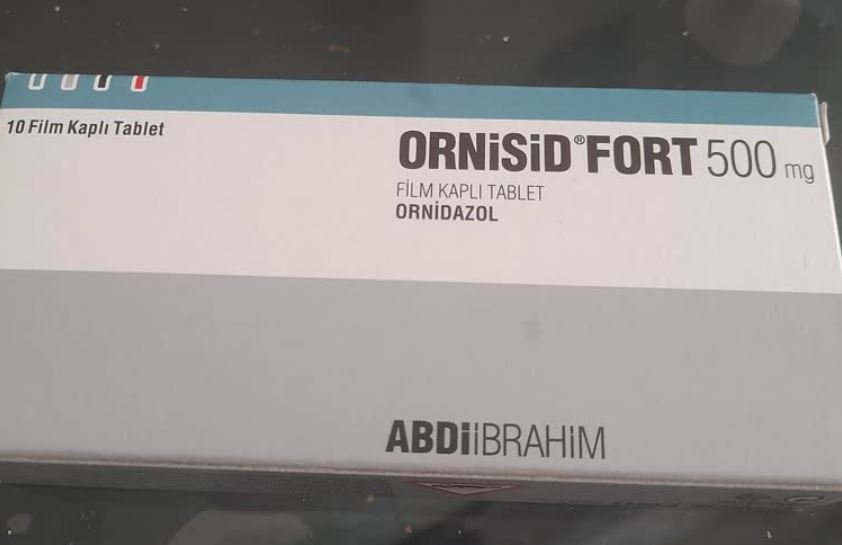 10 Film Kaplı Tablet
ORNiSiD® FORT 500 mg
FİLM KAPLI TABLET
ORNİDAZOL
ABDiiBRAHiM